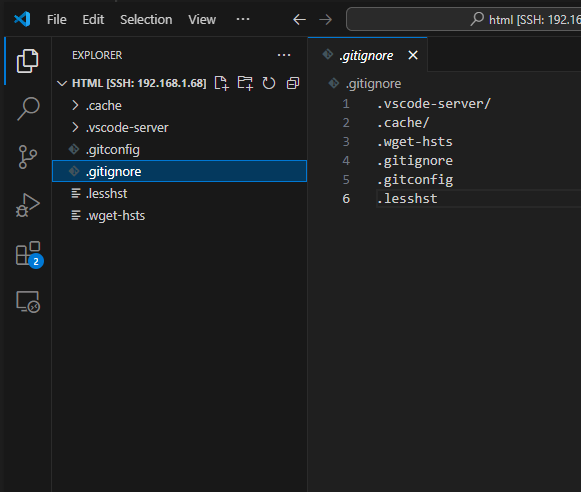 File Edit Selection View ··· html [SSH: 192.16
EXPLORER ···
HTML [SSH: 192.168.1.68]
.cache
.vscode-server
.gitconfig
.gitignore
.lesshst
.wget-hsts
2
.gitignore
.gitignore
1 .vscode-server/
2 .cache/
3 .wget-hsts
4 .gitignore
5 .gitconfig
6 .lesshst